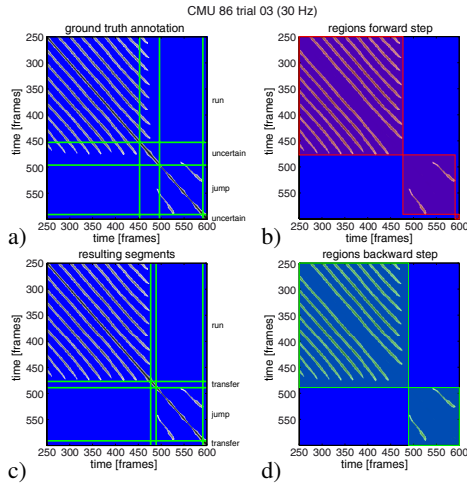 CMU 86 trial 03 (30 Hz)
ground truth annotation
regions forward step
250
300
350
400
450
500
550
time [frames]
run
uncertain
jump
uncertain
250 300 350 400 450 500 550 600
time [frames]
a)
250
300
350
400
450
500
550
time [frames]
250 300 350 400 450 500 550 600
time [frames]
b)
resulting segments
regions backward step
250
300
350
400
450
500
550
time [frames]
run
transfer
jump
transfer
250 300 350 400 450 500 550 600
time [frames]
c)
250
300
350
400
450
500
550
time [frames]
250 300 350 400 450 500 550 600
time [frames]
d)